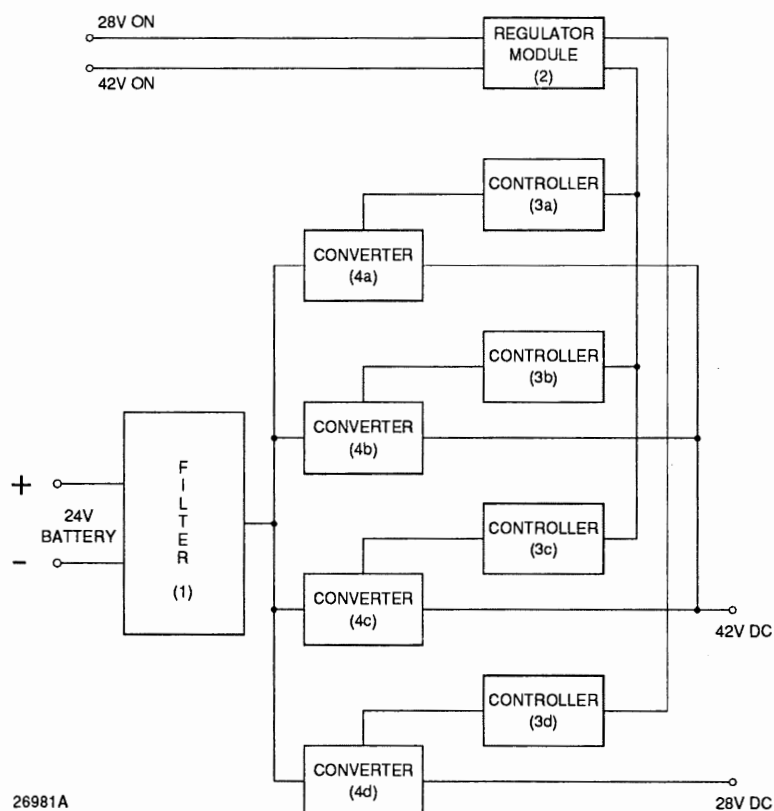 28V ON
42V ON
REGULATOR
MODULE
(2)
CONTROLLER
(3a)
CONVERTER
(4a)
CONTROLLER
(3b)
CONVERTER
(4b)
+
24V
BATTERY
-
FILTER
(1)
CONTROLLER
(3c)
CONVERTER
(4c)
42V DC
CONTROLLER
(3d)
CONVERTER
(4d)
28V DC
26981A